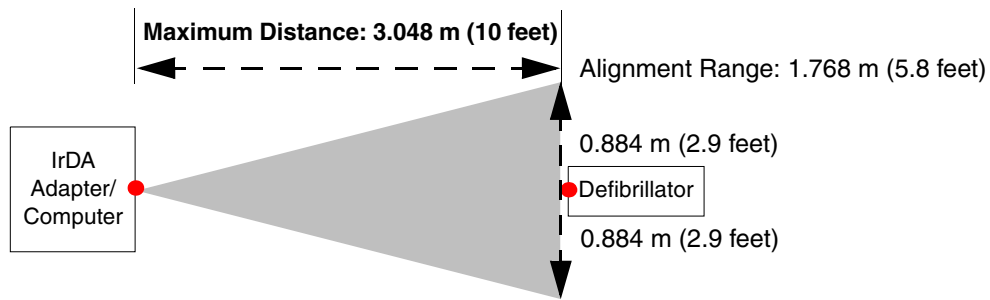 Maximum Distance: 3.048 m (10 feet)
Alignment Range: 1.768 m (5.8 feet)
0.884 m (2.9 feet)
IrDA
Adapter/
Computer
Defibrillator
0.884 m (2.9 feet)